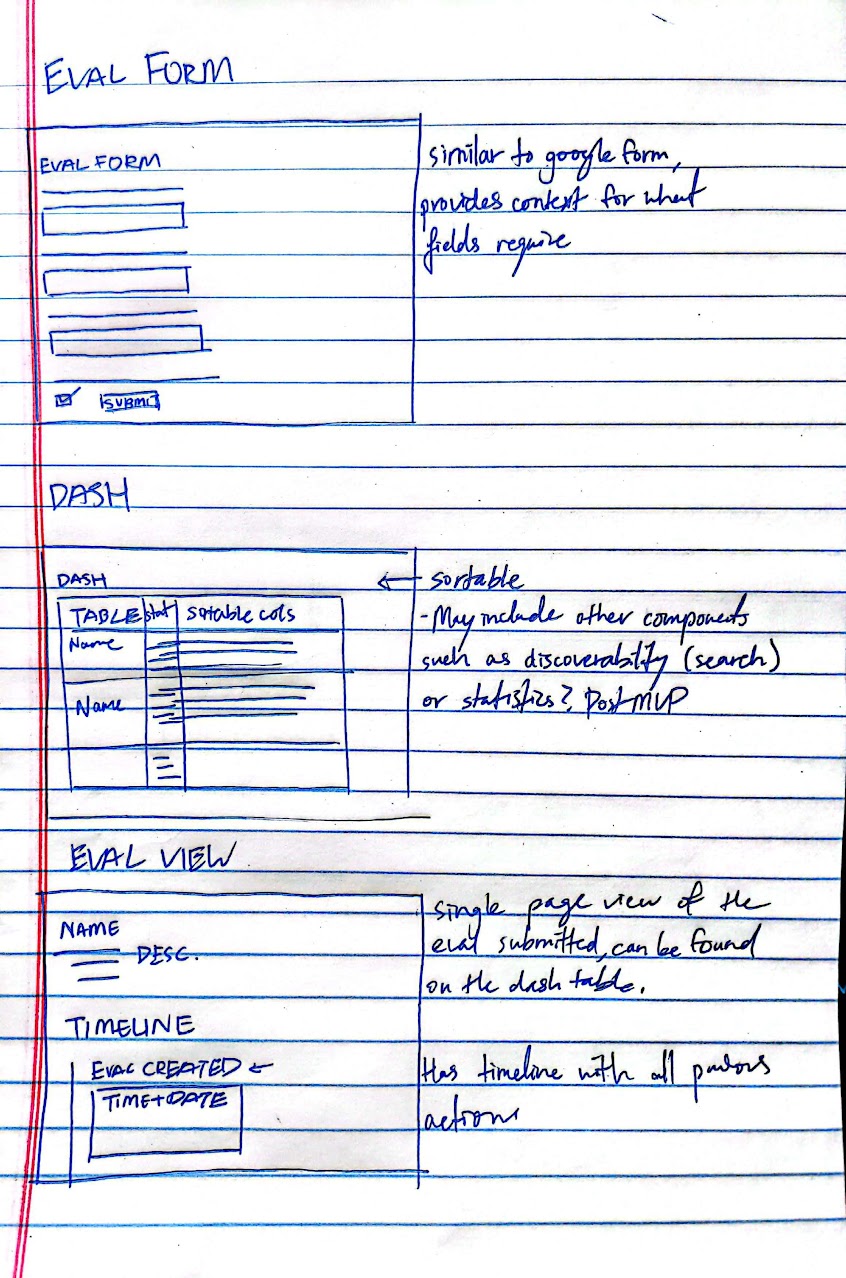 EVAL FORM
EVAL FORM
similar to google form,
provides context for what
fields require
SUBMIT
DASH
DASH
← sortable
TABLE stat sortable cols
Name
Name
- May include other components
such as discoverability (search)
or statistics? Post MVP
EVAL VIEW
NAME
DESC.
single page view of the
eval submitted, can be found
on the dash table.
TIMELINE
EVAL CREATED ←
TIME+DATE
Has timeline with all
actions